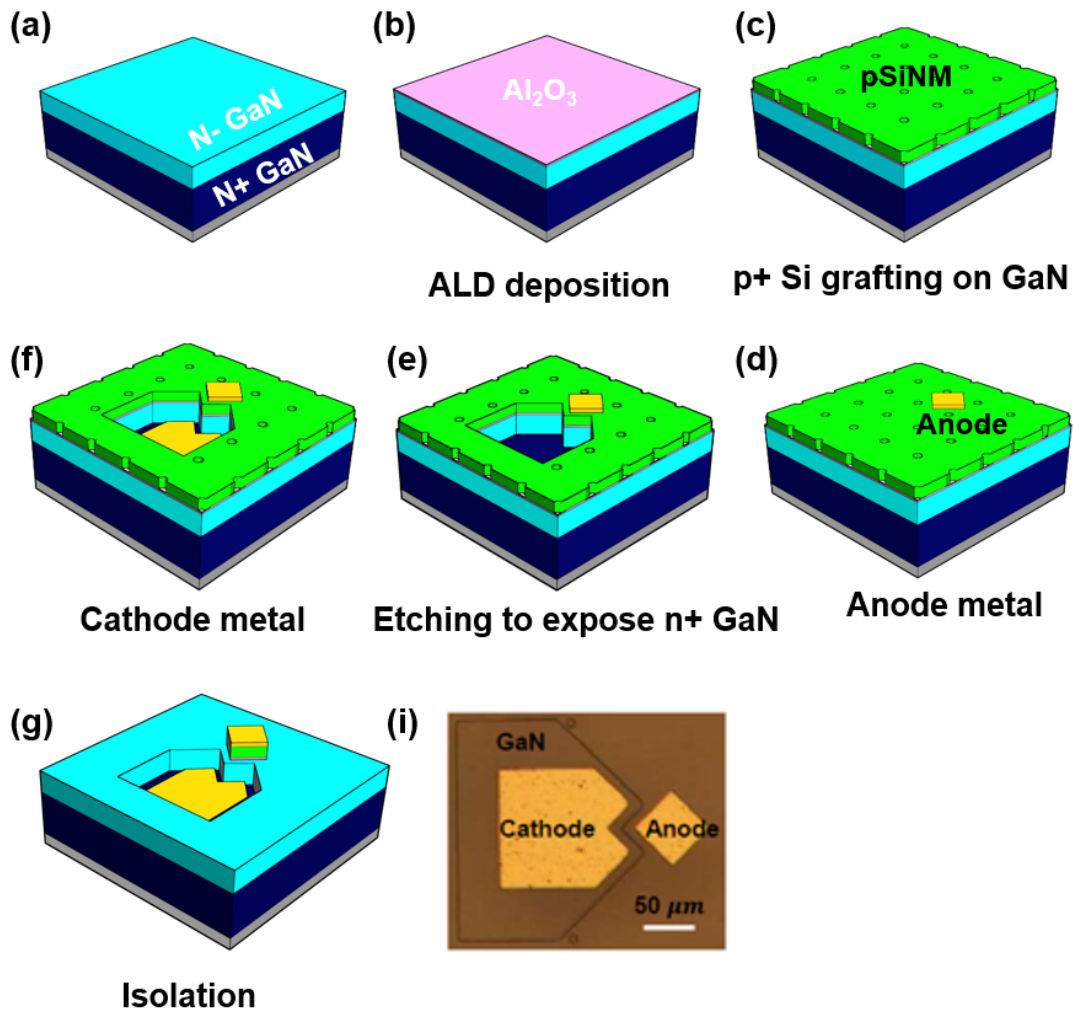 (a)
N- GaN
N+ GaN
(b)
Al₂O₃
ALD deposition
(c)
pSiNM
p+ Si grafting on GaN
(f)
Cathode metal
(e)
Etching to expose n+ GaN
(d)
Anode
Anode metal
(g)
Isolation
(i)
GaN
Cathode
Anode
50 μm